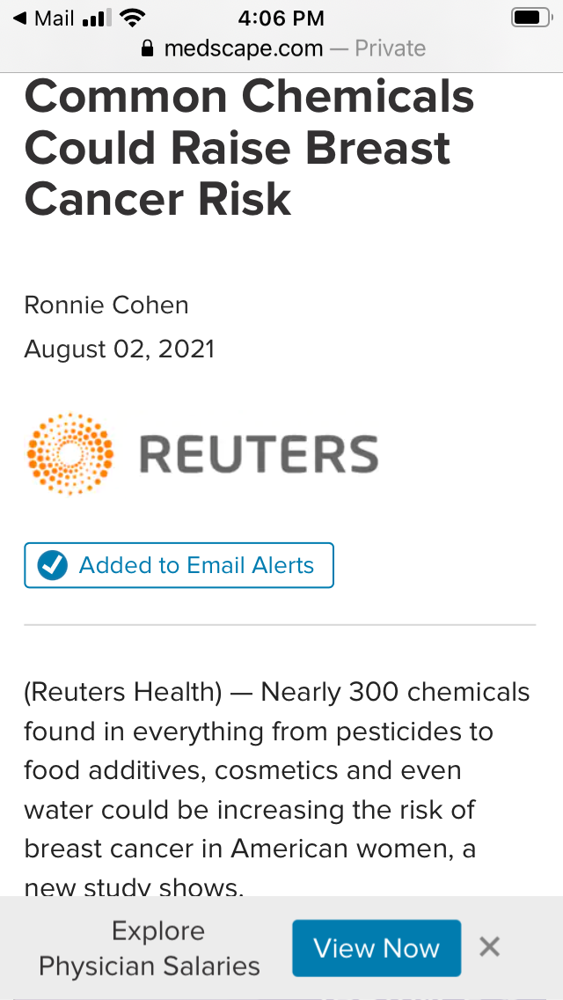 Mail 4:06 PM
medscape.com — Private
Common Chemicals
Could Raise Breast
Cancer Risk
Ronnie Cohen
August 02, 2021
REUTERS
Added to Email Alerts
(Reuters Health) — Nearly 300 chemicals
found in everything from pesticides to
food additives, cosmetics and even
water could be increasing the risk of
breast cancer in American women, a
new study shows.
Explore
Physician Salaries
View Now